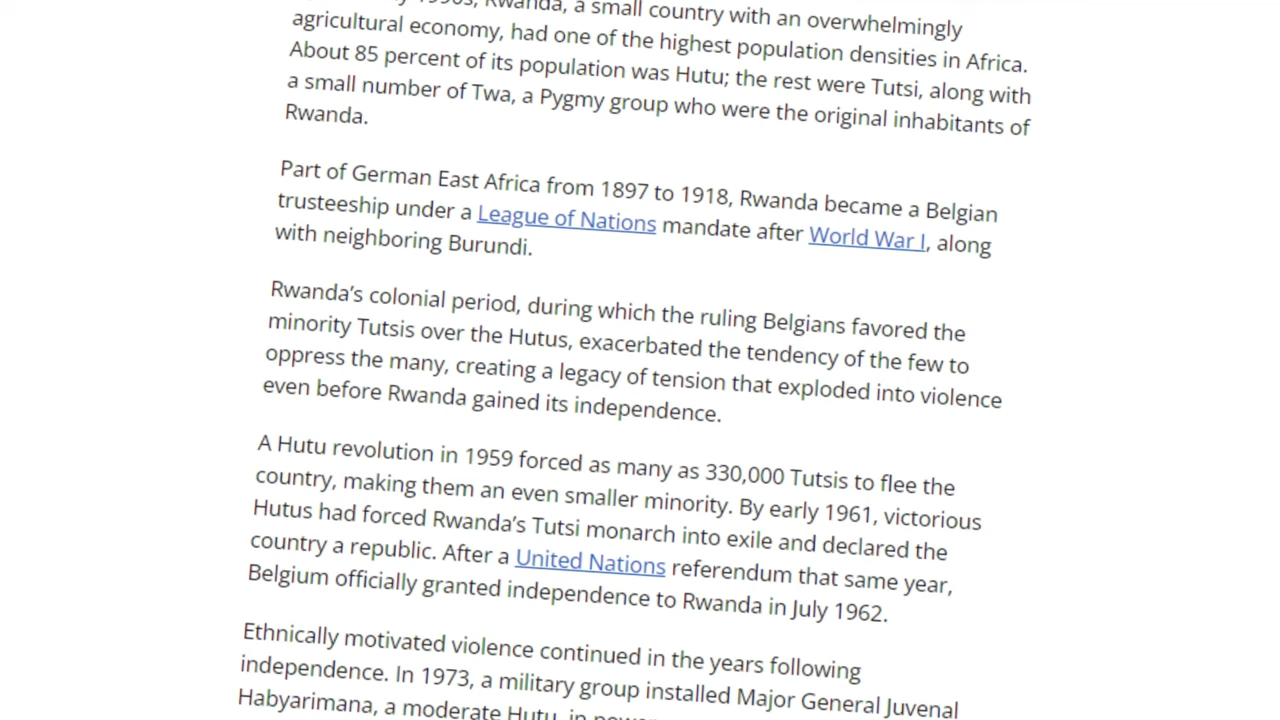 1990s, Rwanda, a small country with an overwhelmingly
agricultural economy, had one of the highest population densities in Africa.
About 85 percent of its population was Hutu; the rest were Tutsi, along with
a small number of Twa, a Pygmy group who were the original inhabitants of
Rwanda.
Part of German East Africa from 1897 to 1918, Rwanda became a Belgian
trusteeship under a League of Nations mandate after World War I, along
with neighboring Burundi.
Rwanda’s colonial period, during which the ruling Belgians favored the
minority Tutsis over the Hutus, exacerbated the tendency of the few to
oppress the many, creating a legacy of tension that exploded into violence
even before Rwanda gained its independence.
A Hutu revolution in 1959 forced as many as 330,000 Tutsis to flee the
country, making them an even smaller minority. By early 1961, victorious
Hutus had forced Rwanda’s Tutsi monarch into exile and declared the
country a republic. After a United Nations referendum that same year,
Belgium officially granted independence to Rwanda in July 1962.
Ethnically motivated violence continued in the years following
independence. In 1973, a military group installed Major General Juvenal
Habyarimana, a moderate Hutu, in power